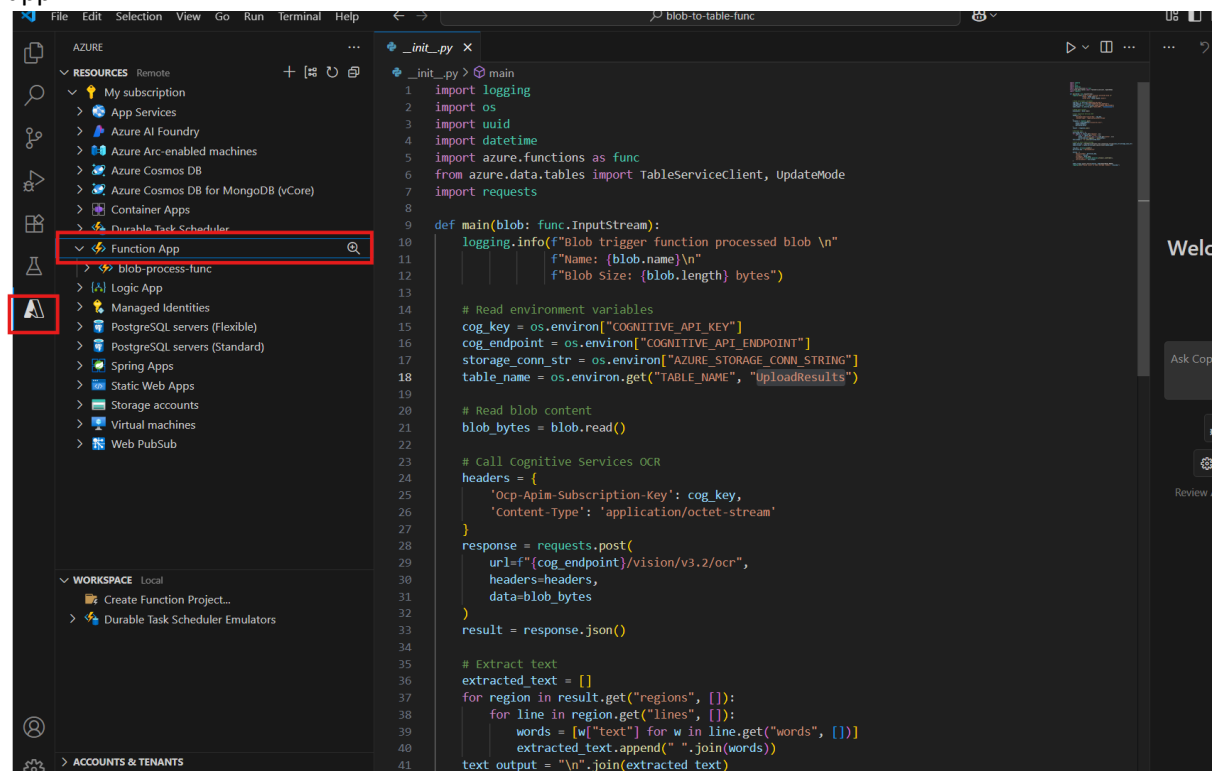 app
File Edit Selection View Go Run Terminal Help
blob-to-table-func
AZURE
RESOURCES Remote
My subscription
App Services
Azure AI Foundry
Azure Arc-enabled machines
Azure Cosmos DB
Azure Cosmos DB for MongoDB (vCore)
Container Apps
Durable Task Scheduler
Function App
blob-process-func
Logic App
Managed Identities
PostgreSQL servers (Flexible)
PostgreSQL servers (Standard)
Spring Apps
Static Web Apps
Storage accounts
Virtual machines
Web PubSub
WORKSPACE Local
Create Function Project...
Durable Task Scheduler Emulators
ACCOUNTS & TENANTS
__init__.py
__init__.py > main
1 import logging
2 import os
3 import uuid
4 import datetime
5 import azure.functions as func
6 from azure.data.tables import TableServiceClient, UpdateMode
7 import requests
8
9 def main(blob: func.InputStream):
10 logging.info(f"Blob trigger function processed blob \n"
11 f"Name: {blob.name}\n"
12 f"Blob Size: {blob.length} bytes")
13
14 # Read environment variables
15 cog_key = os.environ["COGNITIVE_API_KEY"]
16 cog_endpoint = os.environ["COGNITIVE_API_ENDPOINT"]
17 storage_conn_str = os.environ["AZURE_STORAGE_CONN_STRING"]
18 table_name = os.environ.get("TABLE_NAME", "UploadResults")
19
20 # Read blob content
21 blob_bytes = blob.read()
22
23 # Call Cognitive Services OCR
24 headers = {
25 'Ocp-Apim-Subscription-Key': cog_key,
26 'Content-Type': 'application/octet-stream'
27 }
28 response = requests.post(
29 url=f"{cog_endpoint}/vision/v3.2/ocr",
30 headers=headers,
31 data=blob_bytes
32 )
33 result = response.json()
34
35 # Extract text
36 extracted_text = []
37 for region in result.get("regions", []):
38 for line in region.get("lines", []):
39 words = [w["text"] for w in line.get("words", [])]
40 extracted_text.append(" ".join(words))
41 text_output = "\n".join(extracted_text)
Welc
Ask Cop
Review